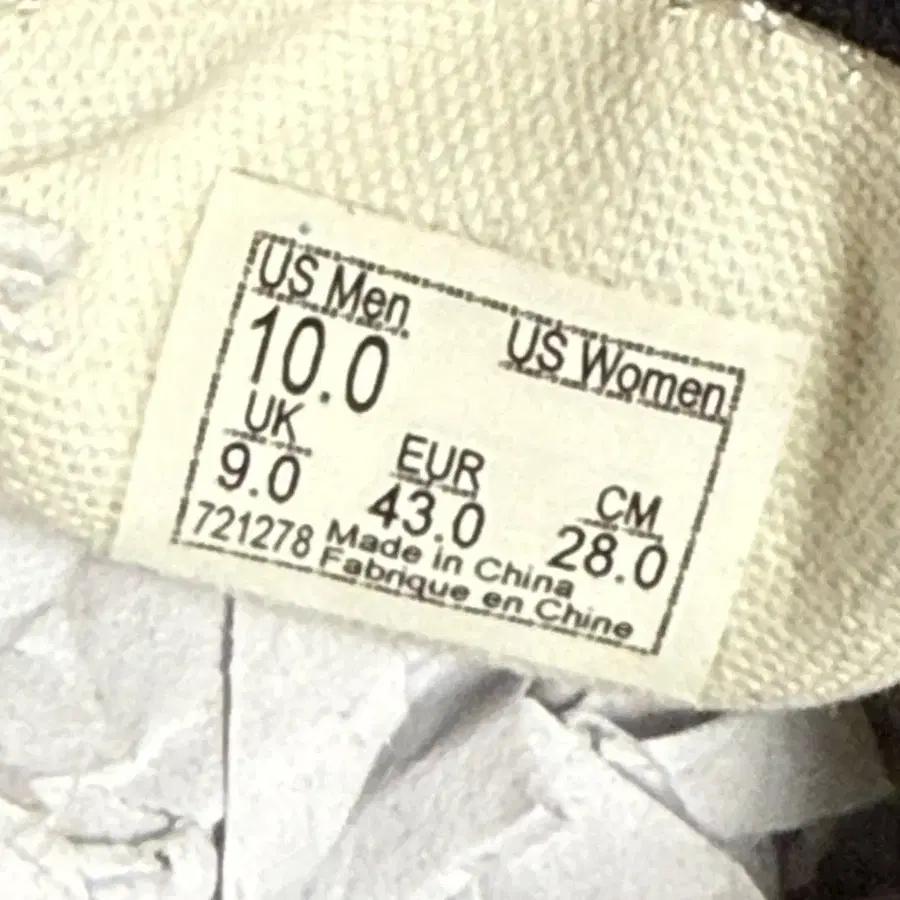 US Men
US Women
10.0
UK
EUR
CM
9.0
43.0
28.0
721278
Made in China
Fabrique en Chine